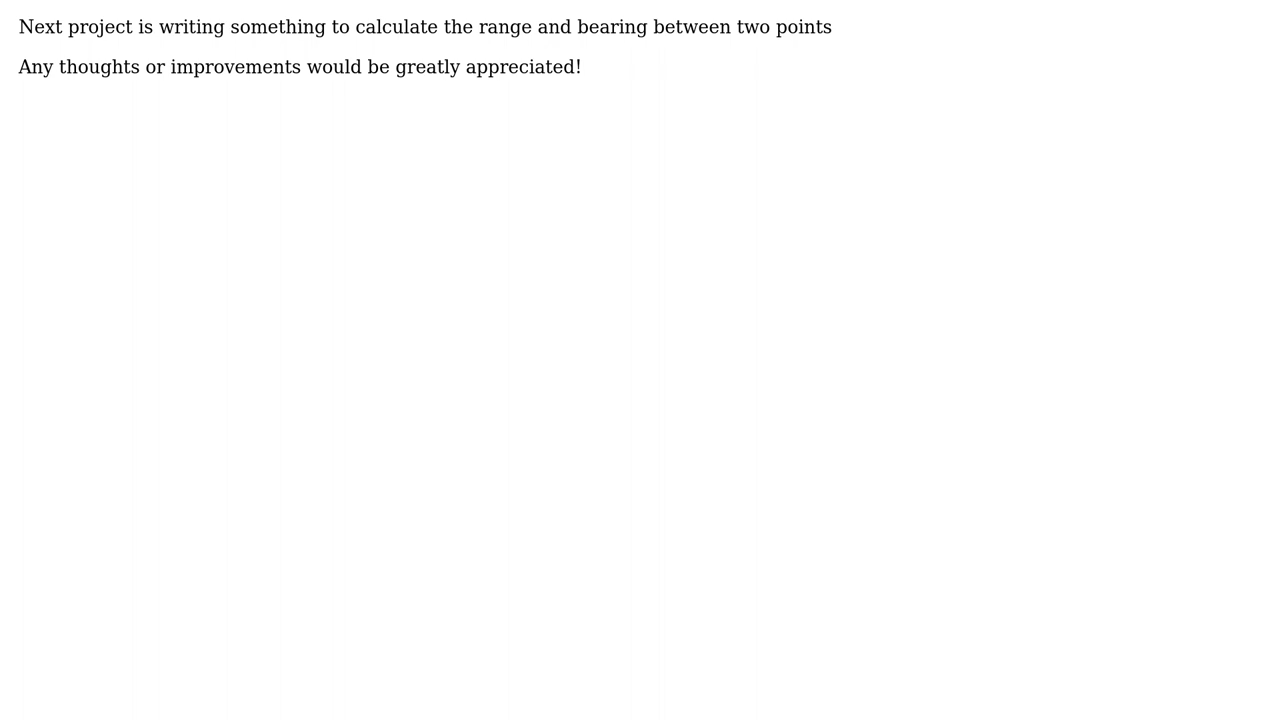 Next project is writing something to calculate the range and bearing between two points
Any thoughts or improvements would be greatly appreciated!